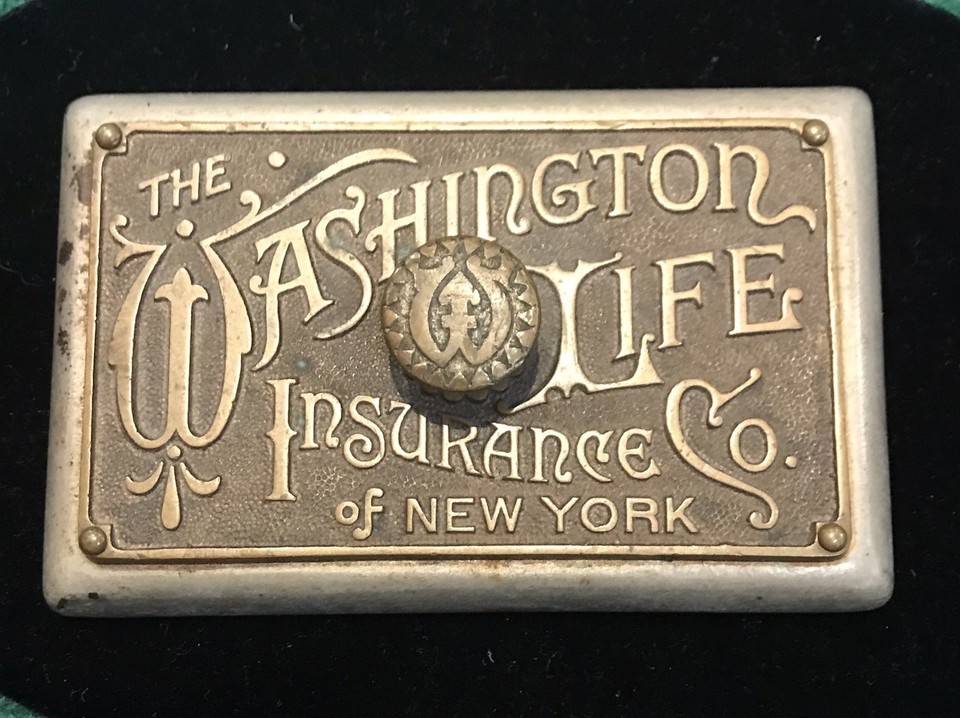 THE
WASHINGTON
LIFE
INSURANCE CO.
of NEW YORK
W